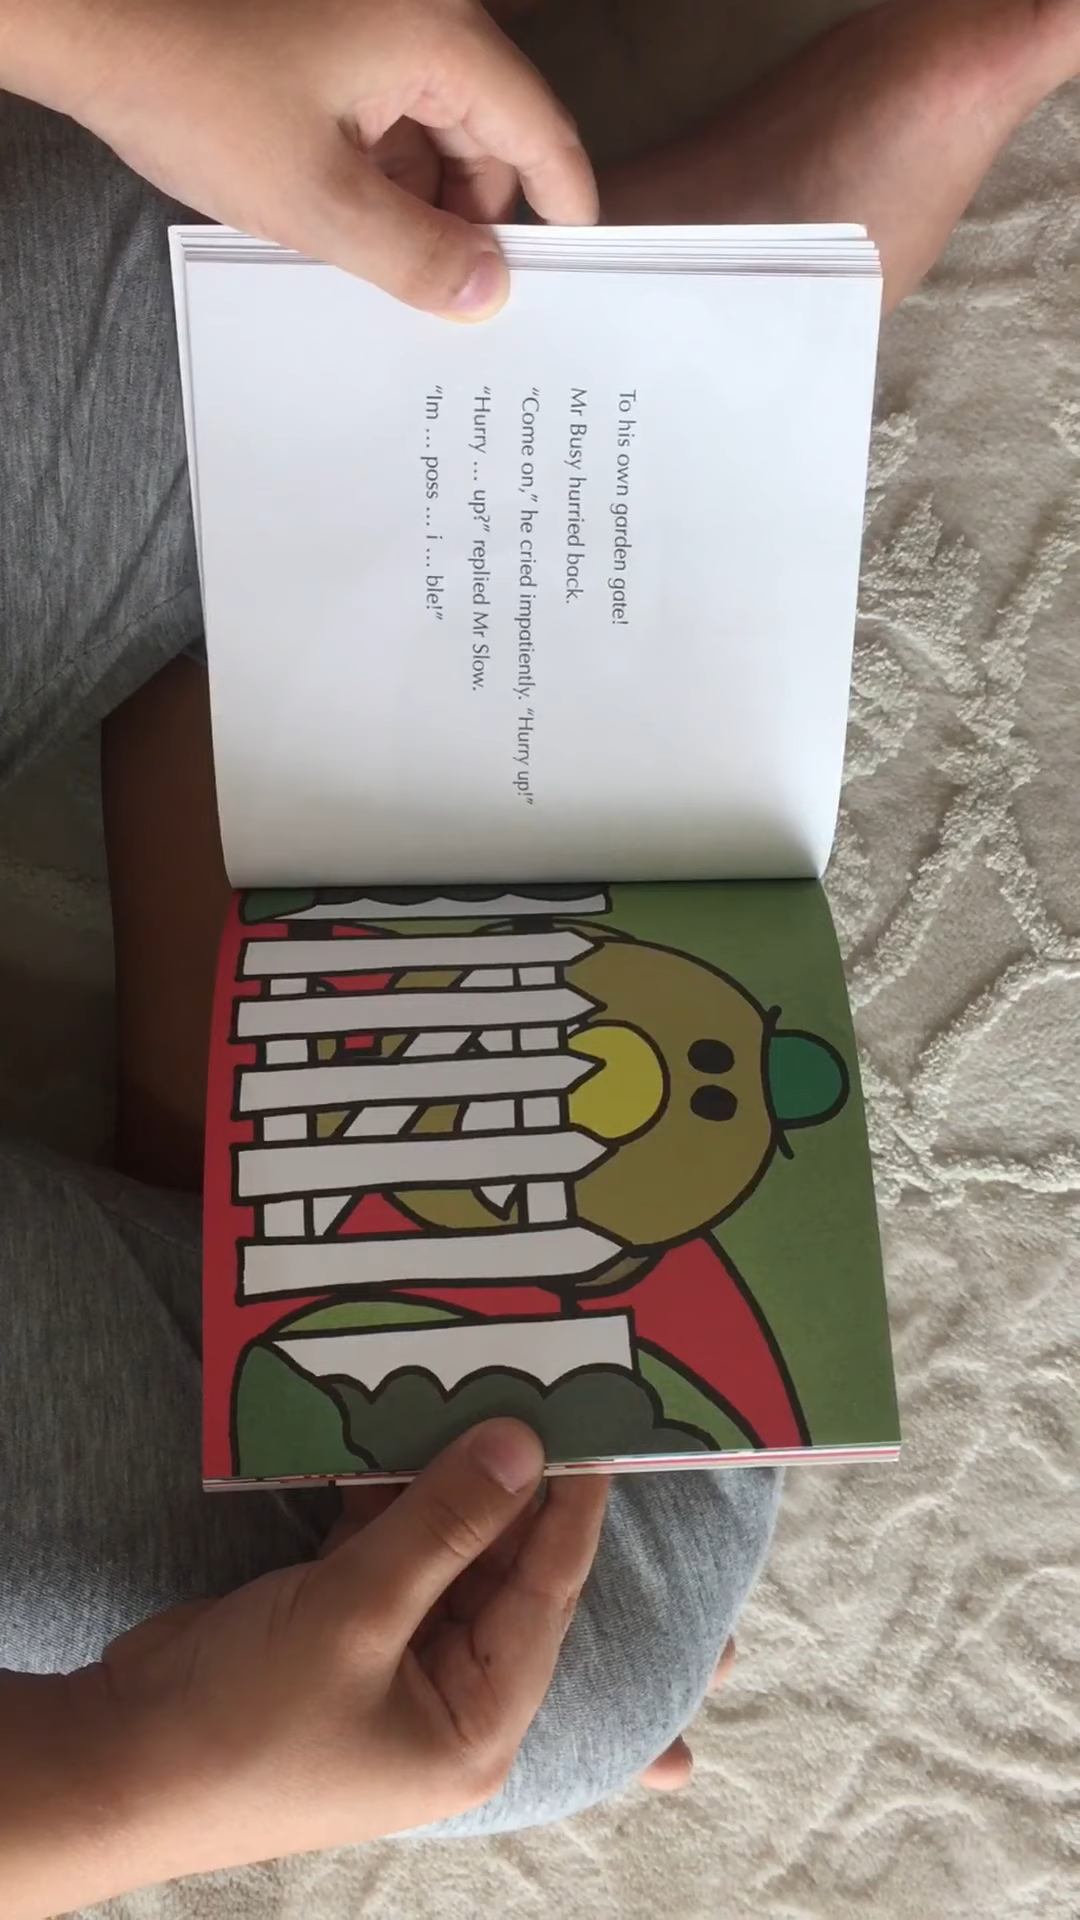 To his own garden gate!
Mr Busy hurried back.
“Come on,” he cried impatiently. “Hurry up!”
“Hurry ... up?” replied Mr Slow.
“Im ... poss ... i ... ble!”